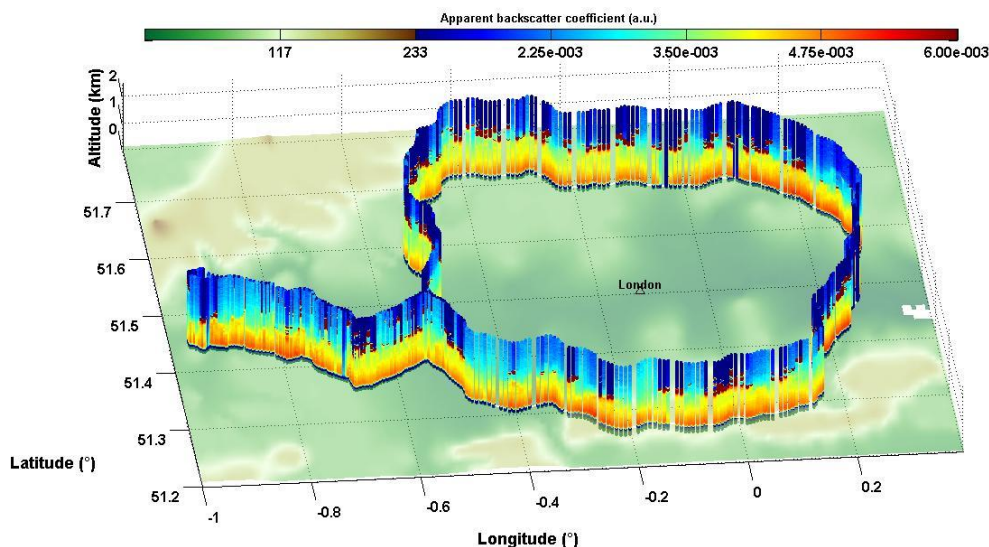 Apparent backscatter coefficient (a.u.)
117 233 2.25e-003 3.50e-003 4.75e-003 6.00e-003
2
1
0
Altitude (km)
London
51.7
51.6
51.5
51.4
51.3
51.2
Latitude (°)
-1 -0.8 -0.6 -0.4 -0.2 0 0.2
Longitude (°)